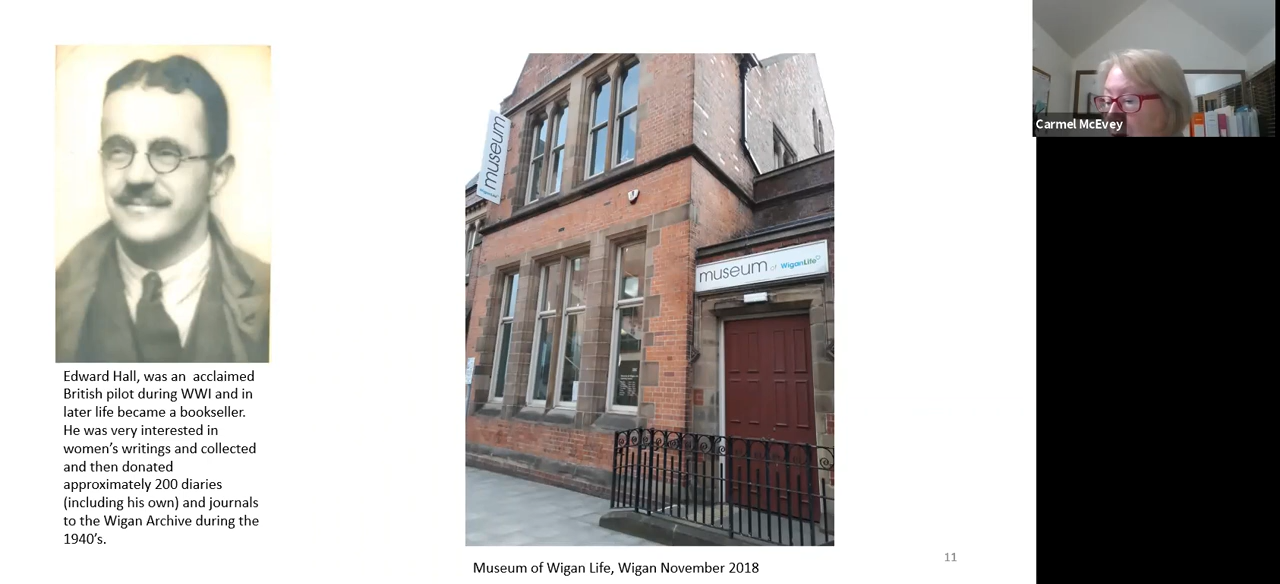 museum
WiganLife
museum of WiganLife
Carmel McEvey
Edward Hall, was an acclaimed
British pilot during WWI and in
later life became a bookseller.
He was very interested in
women's writings and collected
and then donated
approximately 200 diaries
(including his own) and journals
to the Wigan Archive during the
1940's.
Museum of Wigan Life, Wigan November 2018
11